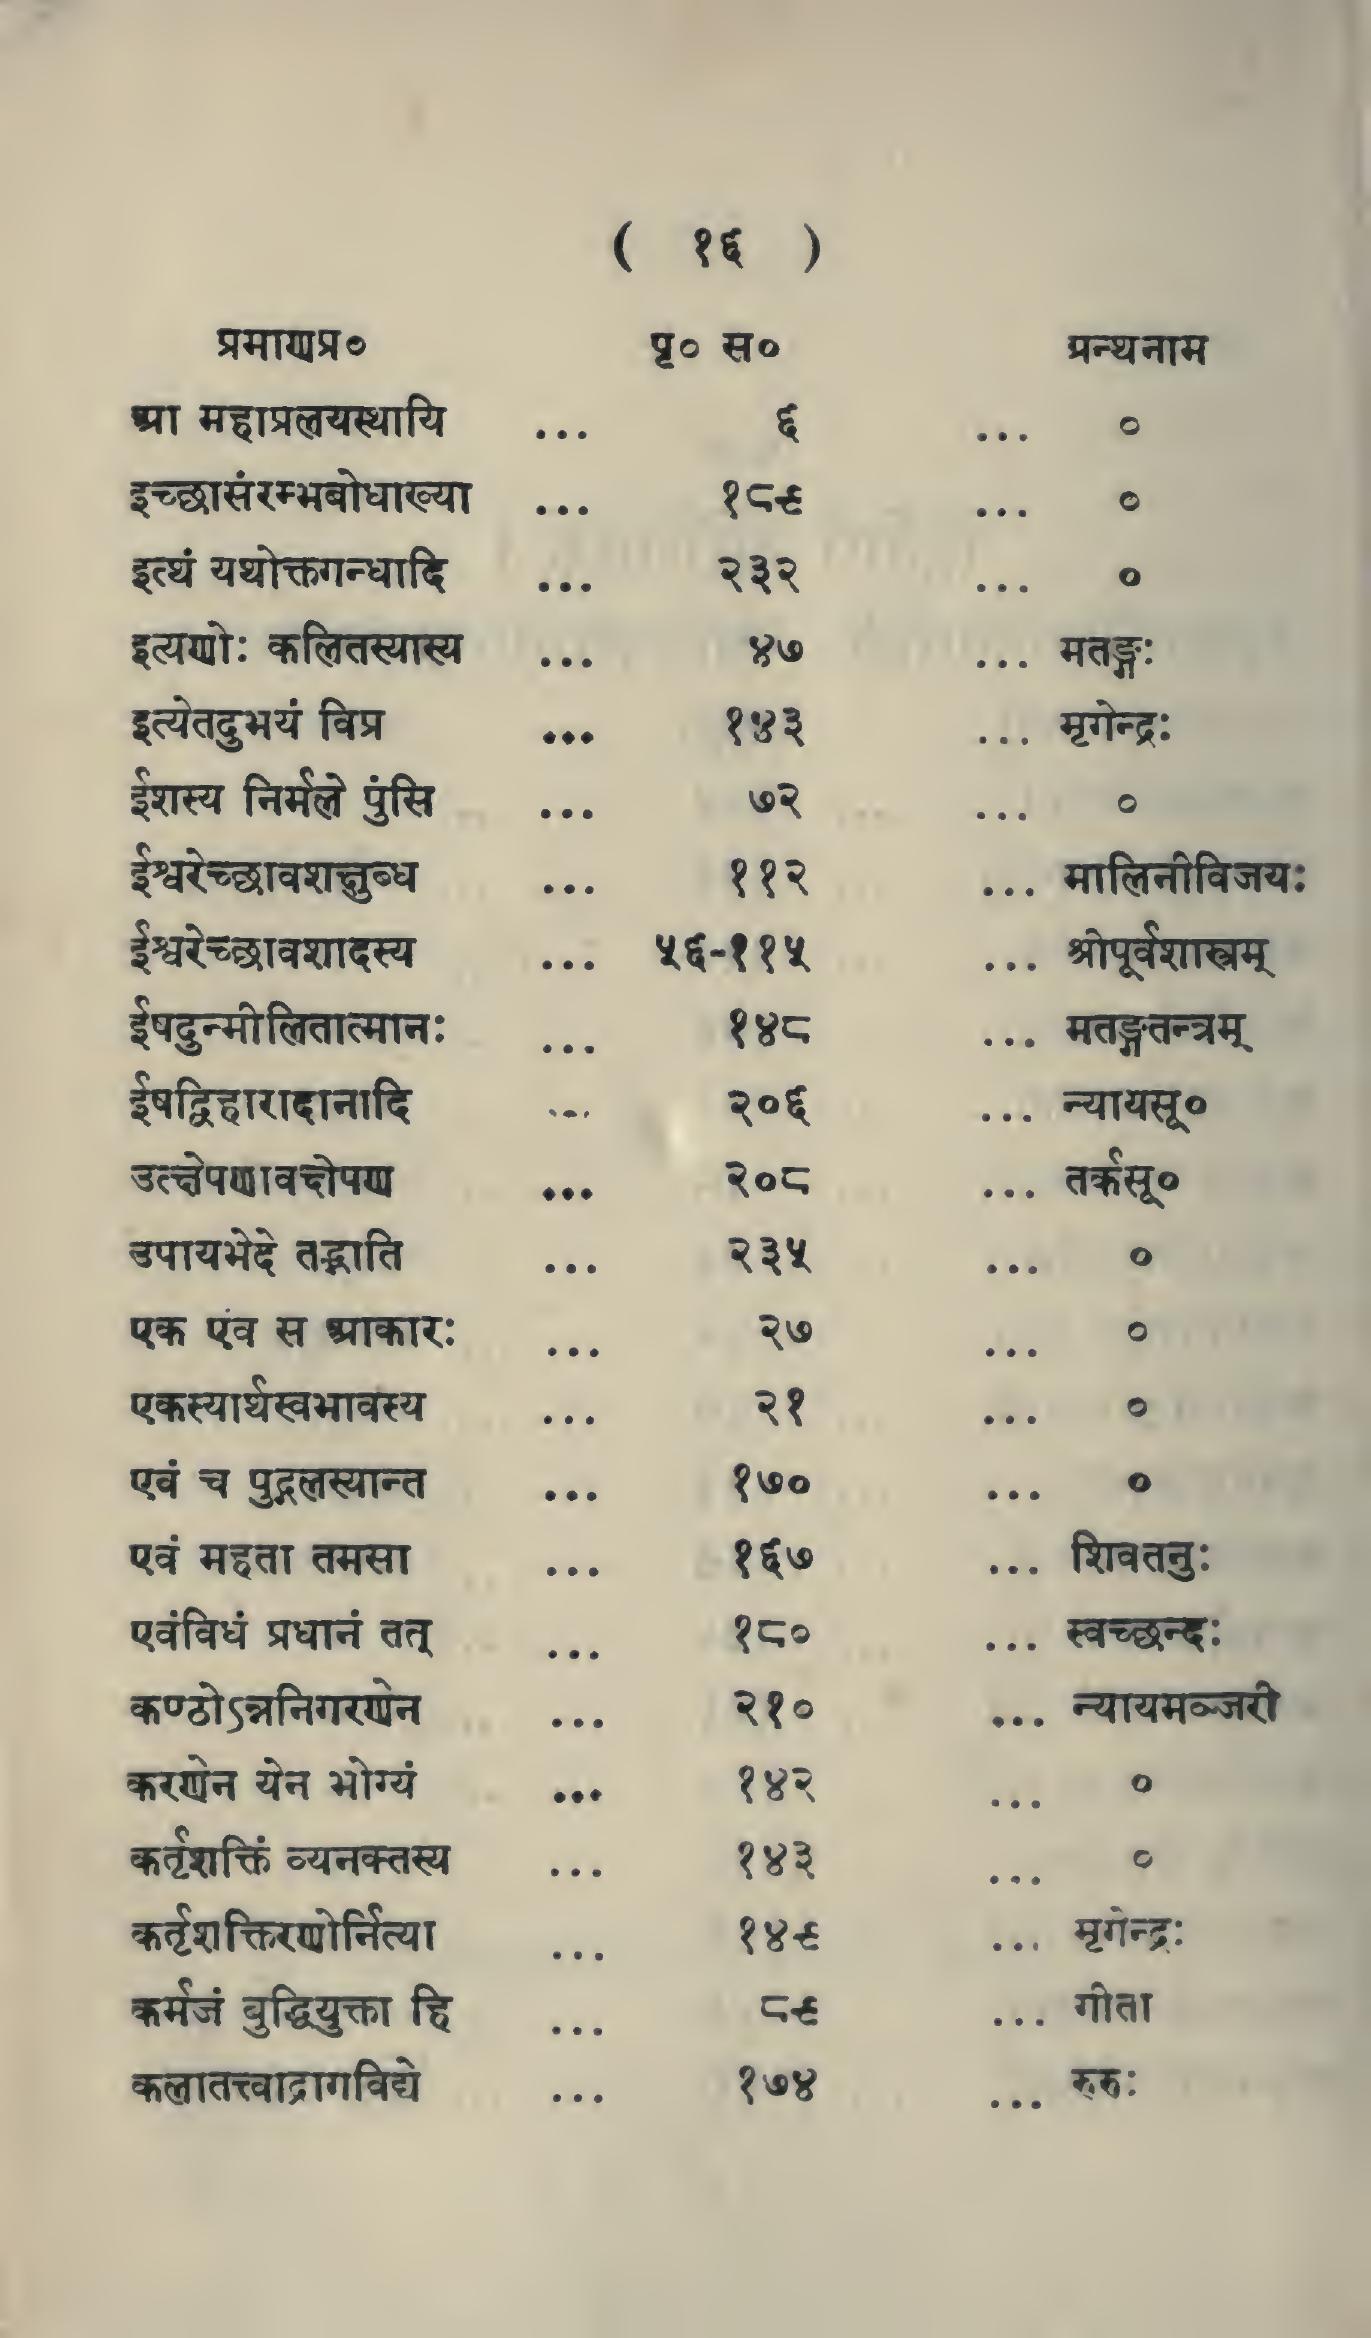 ( १६ )
प्रमाणप्र० पृ० स० ग्रन्थनाम
आ महाप्रलयस्थायि ... ६ ... ०
इच्छासंरम्भबोधाख्या ... १८९ ... ०
इत्थं यथोक्तगन्धादि ... २३२ ... ०
इत्यणोः कलितस्यास्य ... ४७ ... मतङ्गः
इत्येतदुभयं विप्र ... १४३ ... मृगेन्द्रः
ईशस्य निर्मले पुंसि ... ७२ ... ०
ईश्वरेच्छावशक्षुब्ध ... ११२ ... मालिनीविजयः
ईश्वरेच्छावशादस्य ... ५६-११५ ... श्रीपूर्वशास्त्रम्
ईषदुन्मीलितात्मानः ... १४८ ... मतङ्गतन्त्रम्
ईषद्विहारादानादि ... २०६ ... न्यायसू०
उत्क्षेपणावक्षेपण ... २०८ ... तर्कसू०
उपायभेदे तद्भाति ... २३५ ... ०
एक एव स आकारः ... २७ ... ०
एकस्यार्थस्वभावस्य ... २१ ... ०
एवं च पुद्गलस्यान्त ... १७० ... ०
एवं महता तमसा ... १६७ ... शिवतनुः
एवंविधं प्रधानं तत् ... १८० ... स्वच्छन्दः
कण्ठोऽन्ननिगरणेन ... २१० ... न्यायमञ्जरी
करणेन येन भोग्यं ... १४२ ... ०
कर्तृशक्तिं व्यनक्तस्य ... १४३ ... ०
कर्तृशक्तिरणोर्नित्या ... १४९ ... मृगेन्द्रः
कर्मजं बुद्धियुक्ता हि ... ८९ ... गीता
कलातत्त्वाद्रागविद्ये ... १७४ ... रुरुः